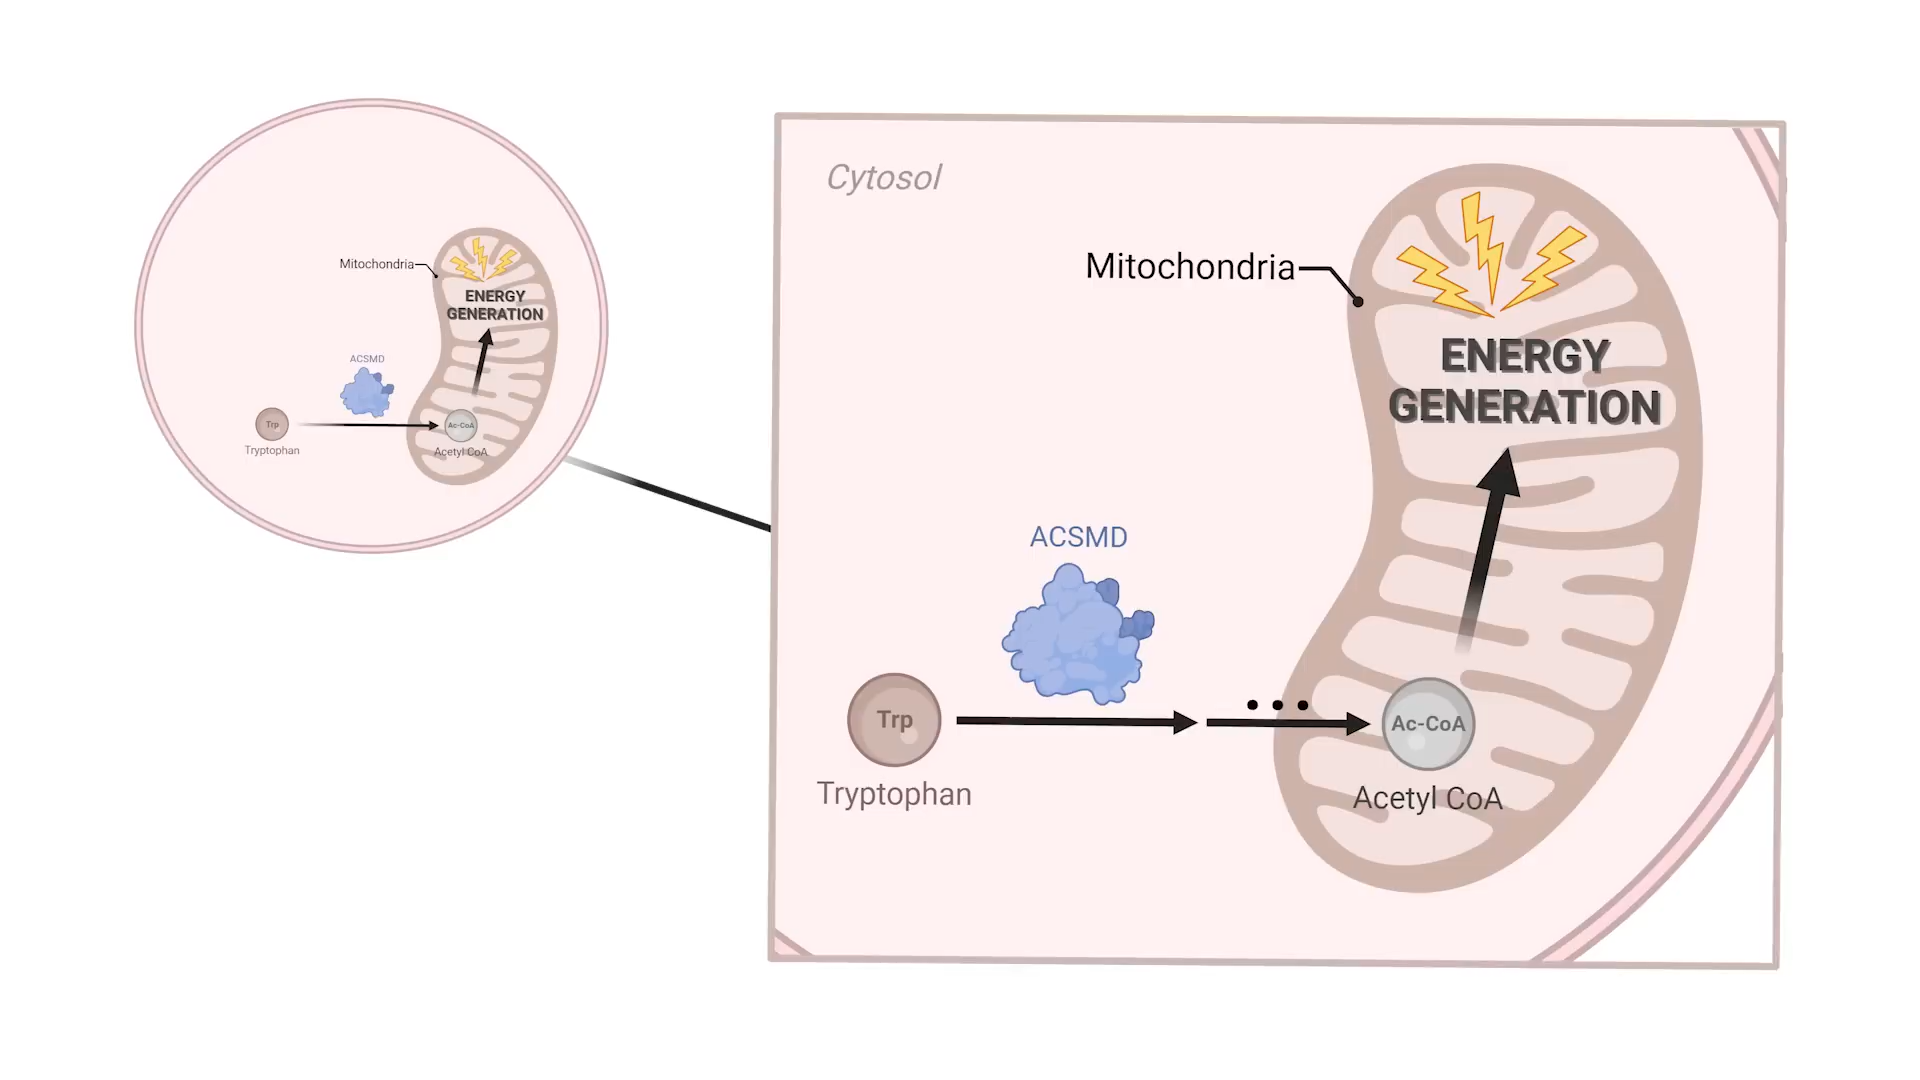 Mitochondria
ENERGY
GENERATION
ACSMD
Trp
Ac-CoA
Tryptophan
Acetyl CoA
Cytosol
Mitochondria
ENERGY
GENERATION
ACSMD
Trp
Ac-CoA
Tryptophan
Acetyl CoA